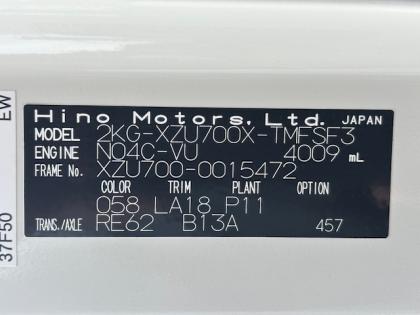 Hino Motors, Ltd. JAPAN
MODEL 2KG-XZU700X-TMFSF3
ENGINE N04C-VU 4009 mL
FRAME No. XZU700-0015472
COLOR TRIM PLANT OPTION
058 LA18 P11
TRANS./AXLE RE62 B13A 457
EW
37F50